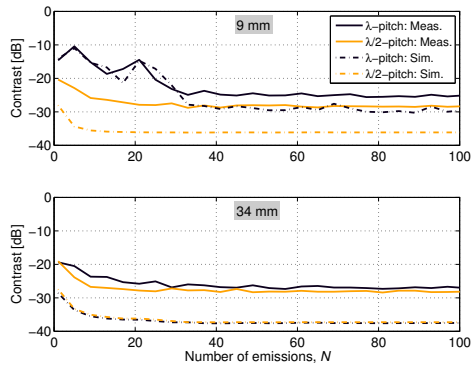 9 mm
λ-pitch: Meas.
λ/2-pitch: Meas.
λ-pitch: Sim.
λ/2-pitch: Sim.
Contrast [dB]
0
−10
−20
−30
−40
0 20 40 60 80 100
34 mm
Contrast [dB]
0
−10
−20
−30
−40
0 20 40 60 80 100
Number of emissions, N